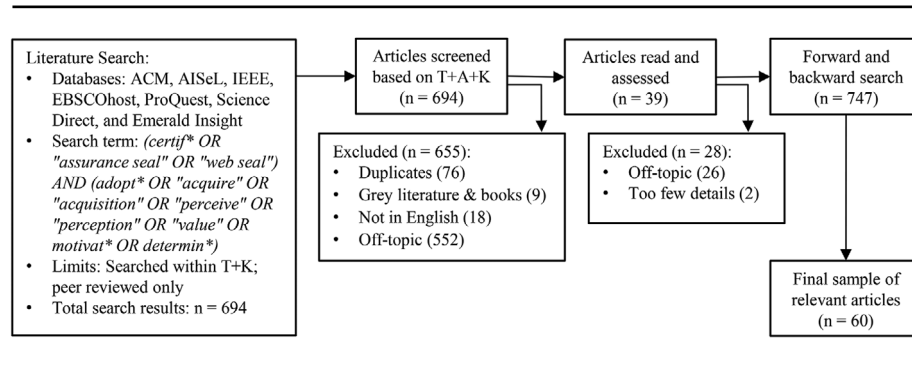 Literature Search:
• Databases: ACM, AISeL, IEEE,
EBSCOhost, ProQuest, Science
Direct, and Emerald Insight
• Search term: (certif* OR
"assurance seal" OR "web seal")
AND (adopt* OR "acquire" OR
"acquisition" OR "perceive" OR
"perception" OR "value" OR
motivat* OR determin*)
• Limits: Searched within T+K;
peer reviewed only
• Total search results: n = 694
Articles screened
based on T+A+K
(n = 694)
Excluded (n = 655):
• Duplicates (76)
• Grey literature & books (9)
• Not in English (18)
• Off-topic (552)
Articles read and
assessed
(n = 39)
Excluded (n = 28):
• Off-topic (26)
• Too few details (2)
Forward and
backward search
(n = 747)
Final sample of
relevant articles
(n = 60)